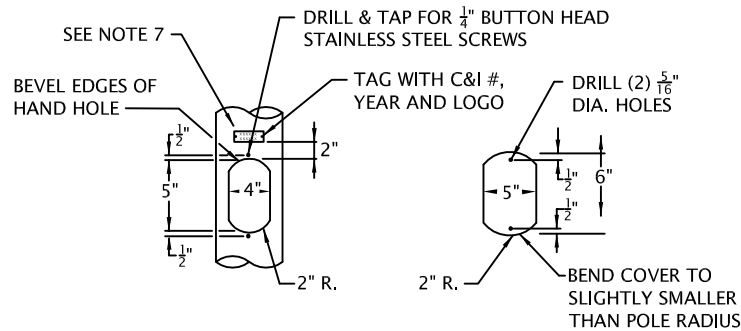 DRILL & TAP FOR 1/4" BUTTON HEAD
STAINLESS STEEL SCREWS
SEE NOTE 7
TAG WITH C&I #,
YEAR AND LOGO
BEVEL EDGES OF
HAND HOLE
1/2"
2"
5"
4"
1/2"
2" R.
DRILL (2) 5/16"
DIA. HOLES
1/2"
6"
5"
1/2"
2" R.
BEND COVER TO
SLIGHTLY SMALLER
THAN POLE RADIUS